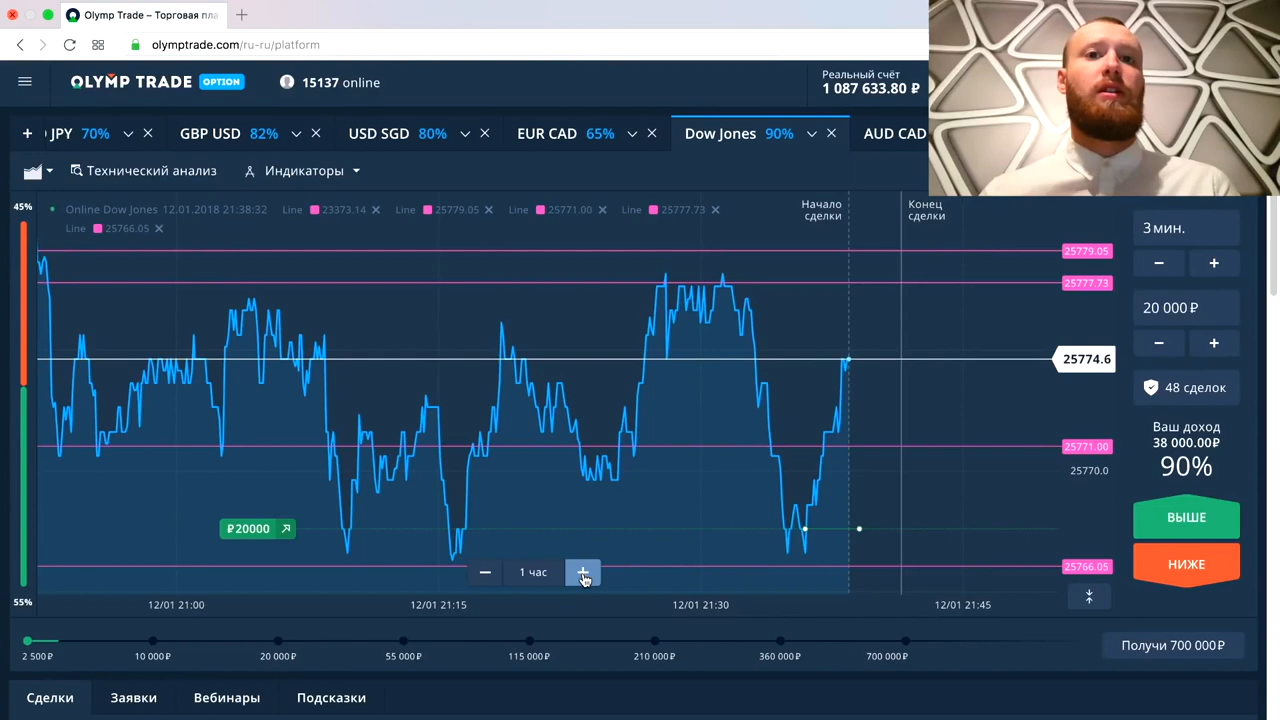 Olymp Trade – Торговая пла
olymptrade.com/ru-ru/platform
OLYMP TRADE OPTION
15137 online
Реальный счёт
1 087 633.80 ₽
JPY 70%
GBP USD 82%
USD SGD 80%
EUR CAD 65%
Dow Jones 90%
AUD CAD
Технический анализ
Индикаторы
45%
Online Dow Jones 12.01.2018 21:38:32 Line 23373.14 Line 25779.05 Line 25771.00 Line 25777.73
Line 25766.05
Начало
сделки
Конец
сделки
25779.05
25777.73
25774.6
25771.00
25770.0
25766.05
₽20000
1 час
55%
12/01 21:00
12/01 21:15
12/01 21:30
12/01 21:45
3 мин.
20 000 ₽
48 сделок
Ваш доход
38 000.00₽
90%
ВЫШЕ
НИЖЕ
2 500₽
10 000₽
20 000₽
55 000₽
115 000₽
210 000₽
360 000₽
700 000₽
Получи 700 000₽
Сделки
Заявки
Вебинары
Подсказки